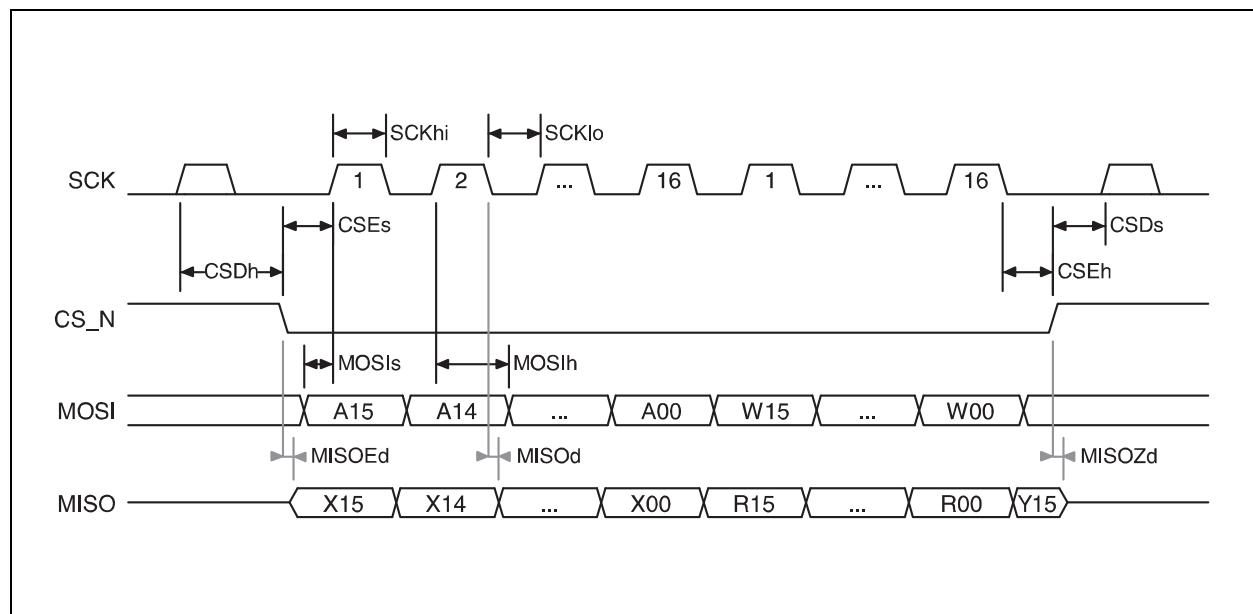 SCKhi SCKlo
SCK 1 2 ... 16 1 ... 16
CSEs CSDs
CSDh CSEh
CS_N
MOSIs MOSIh
MOSI A15 A14 ... A00 W15 ... W00
MISOEd MISOd MISOZd
MISO X15 X14 ... X00 R15 ... R00 Y15